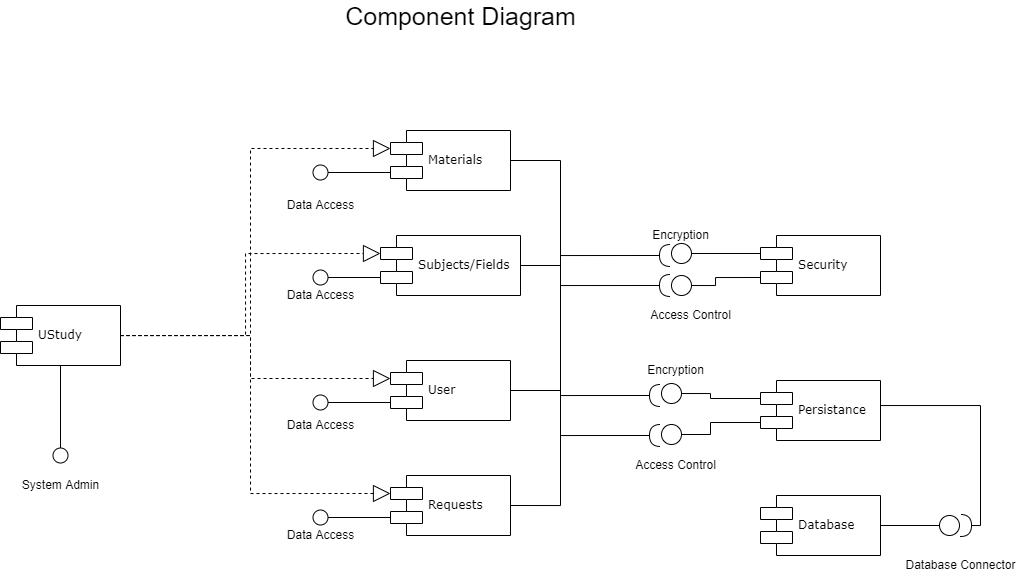 Component Diagram
Materials
Data Access
Encryption
Subjects/Fields
Security
Data Access
Access Control
UStudy
Encryption
User
Persistance
Data Access
Access Control
System Admin
Requests
Database
Data Access
Database Connector